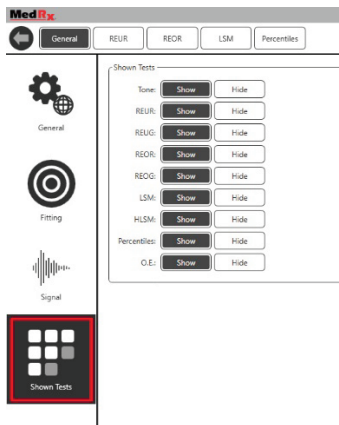 MedRx
General REUR REOR LSM Percentiles
General
Fitting
Signal
Shown Tests
Shown Tests
Tone: Show Hide
REUR: Show Hide
REUG: Show Hide
REOR: Show Hide
REOG: Show Hide
LSM: Show Hide
HLSM: Show Hide
Percentiles: Show Hide
O.E.: Show Hide